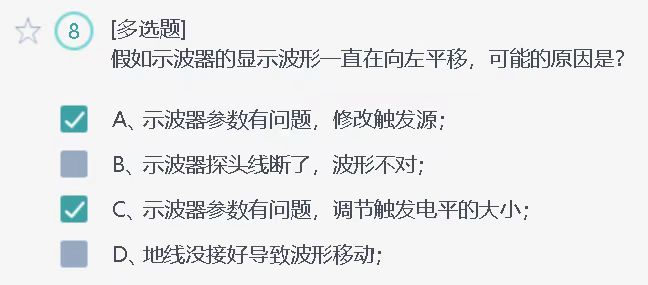 8 [多选题]
假如示波器的显示波形一直在向左平移，可能的原因是?
A、示波器参数有问题，修改触发源；
B、示波器探头线断了，波形不对；
C、示波器参数有问题，调节触发电平的大小；
D、地线没接好导致波形移动；